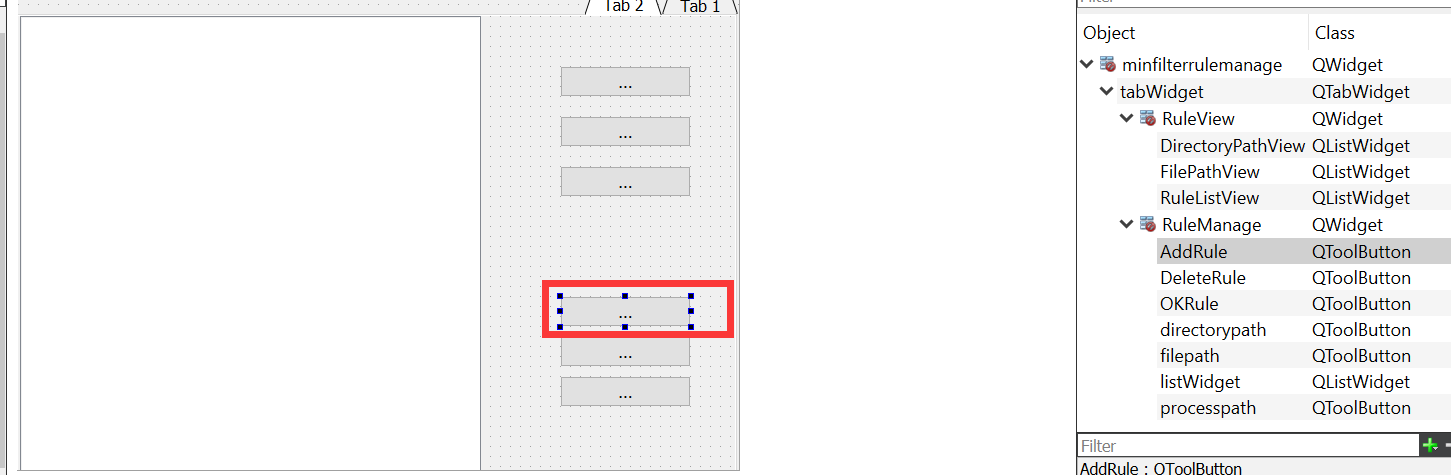 Tab 2 Tab 1
...
...
...
...
...
...
Object Class
minfilterrulemanage QWidget
tabWidget QTabWidget
RuleView QWidget
DirectoryPathView QListWidget
FilePathView QListWidget
RuleListView QListWidget
RuleManage QWidget
AddRule QToolButton
DeleteRule QToolButton
OKRule QToolButton
directorypath QToolButton
filepath QToolButton
listWidget QListWidget
processpath QToolButton
Filter
AddRule : QToolButton